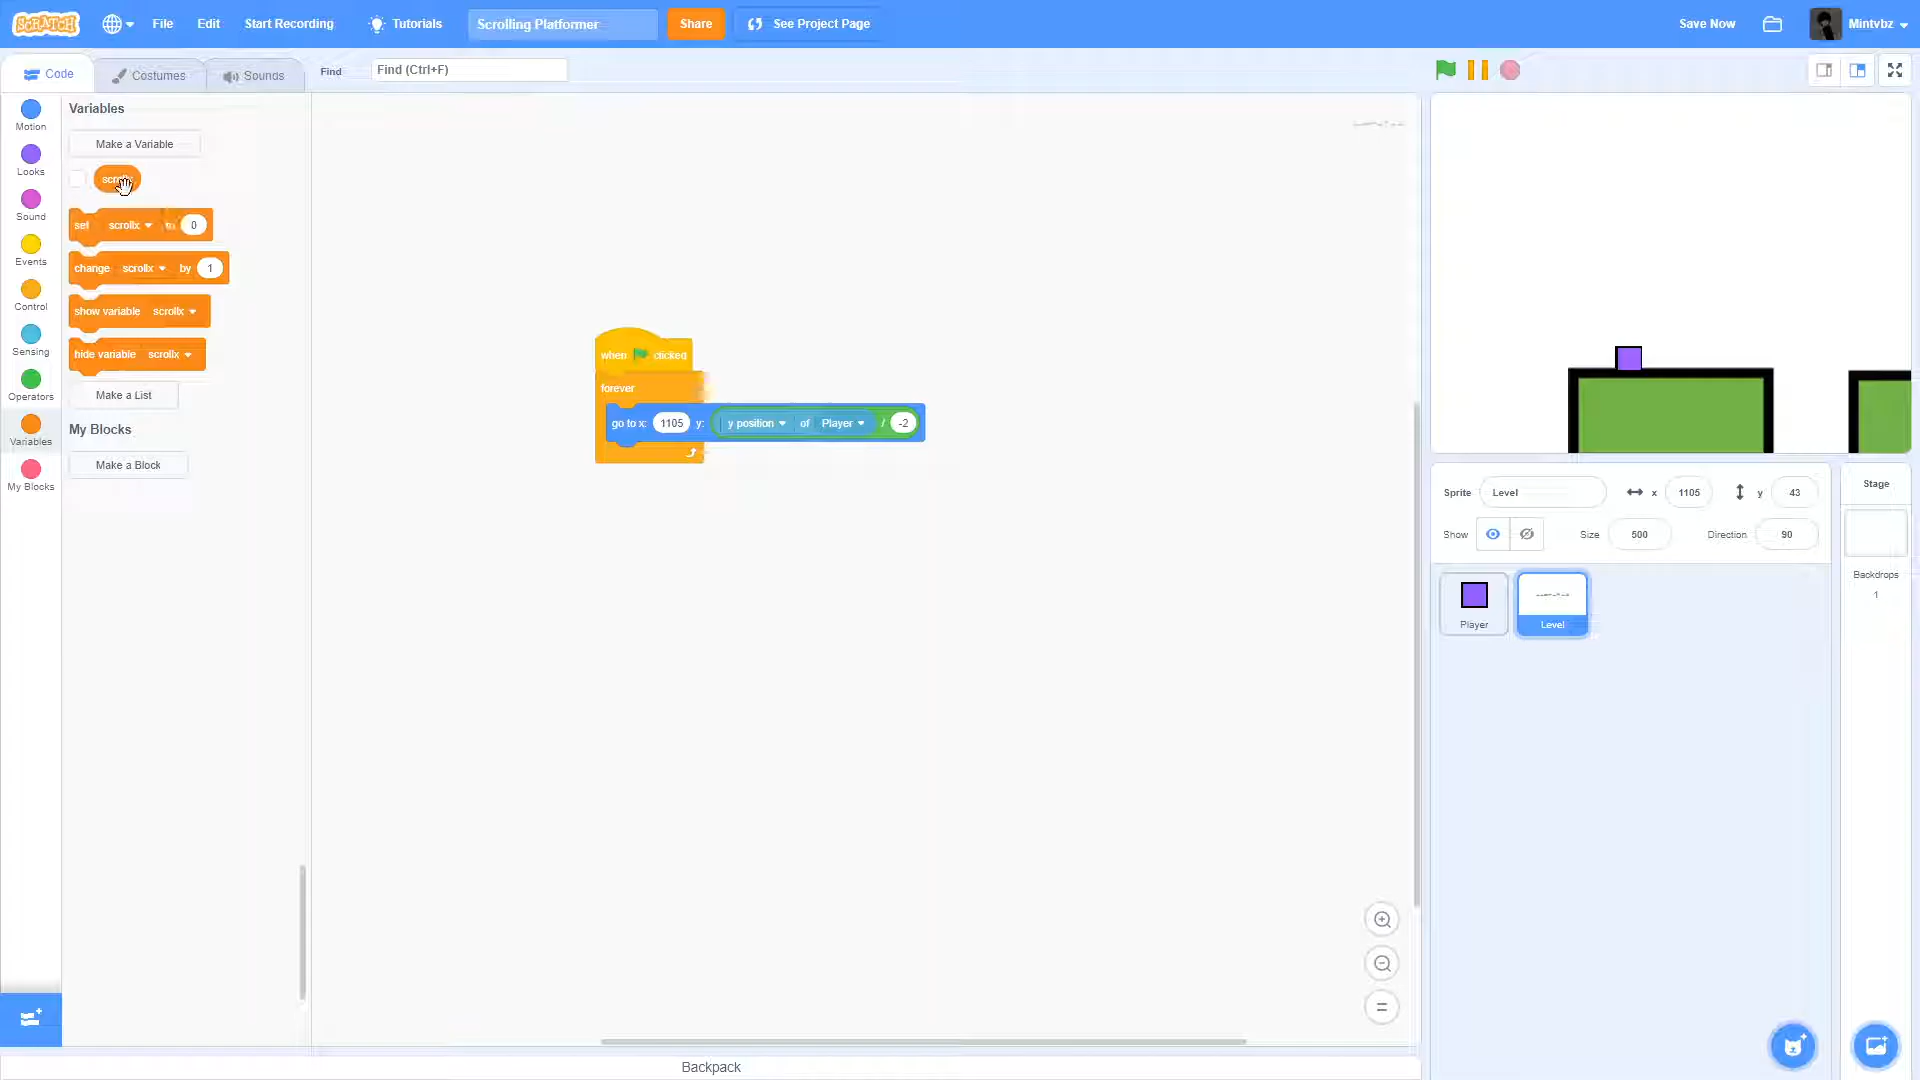 SCRATCH File Edit Start Recording Tutorials Scrolling Platformer Share See Project Page Save Now Mintvbz
Code Costumes Sounds Find Find (Ctrl+F)
Variables
Make a Variable
set scrollx to 0
change scrollx by 1
show variable scrollx
hide variable scrollx
Make a List
My Blocks
Make a Block
Motion
Looks
Sound
Events
Control
Sensing
Operators
Variables
My Blocks
when clicked
forever
go to x: 1105 y: y position of Player / -2
Sprite Level x 1105 y 43
Show Size 500 Direction 90
Player
Level
Stage
Backdrops
1
Backpack